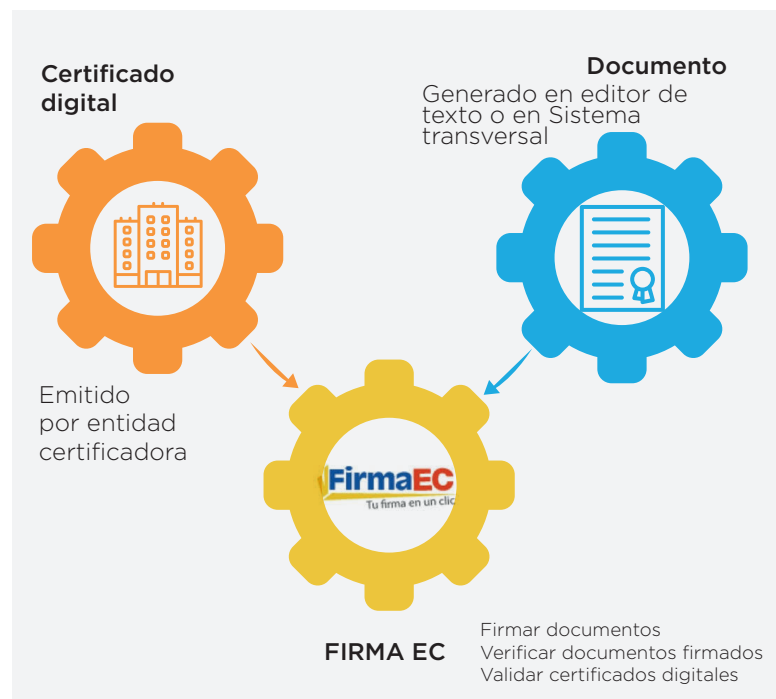 Certificado
digital
Documento
Generado en editor de
texto o en Sistema
transversal
Emitido
por entidad
certificadora
FirmaEC
Tu firma en un clic
FIRMA EC
Firmar documentos
Verificar documentos firmados
Validar certificados digitales